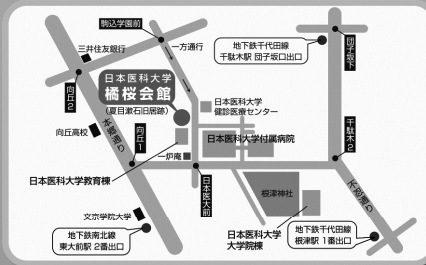 駒込学園前
三井住友銀行
一方通行
地下鉄千代田線
千駄木駅 団子坂口出口
団子坂下
日本医科大学
橘桜会館
(夏目漱石旧居跡)
向丘2
日本医科大学
健診医療センター
本郷通り
向丘高校
向丘1
日本医科大学付属病院
千駄木2
一炉庵
日本医科大学教育棟
日本医大前
根津神社
不忍通り
文京学院大学
地下鉄南北線
東大前駅 2番出口
日本医科大学
大学院棟
地下鉄千代田線
根津駅 1番出口